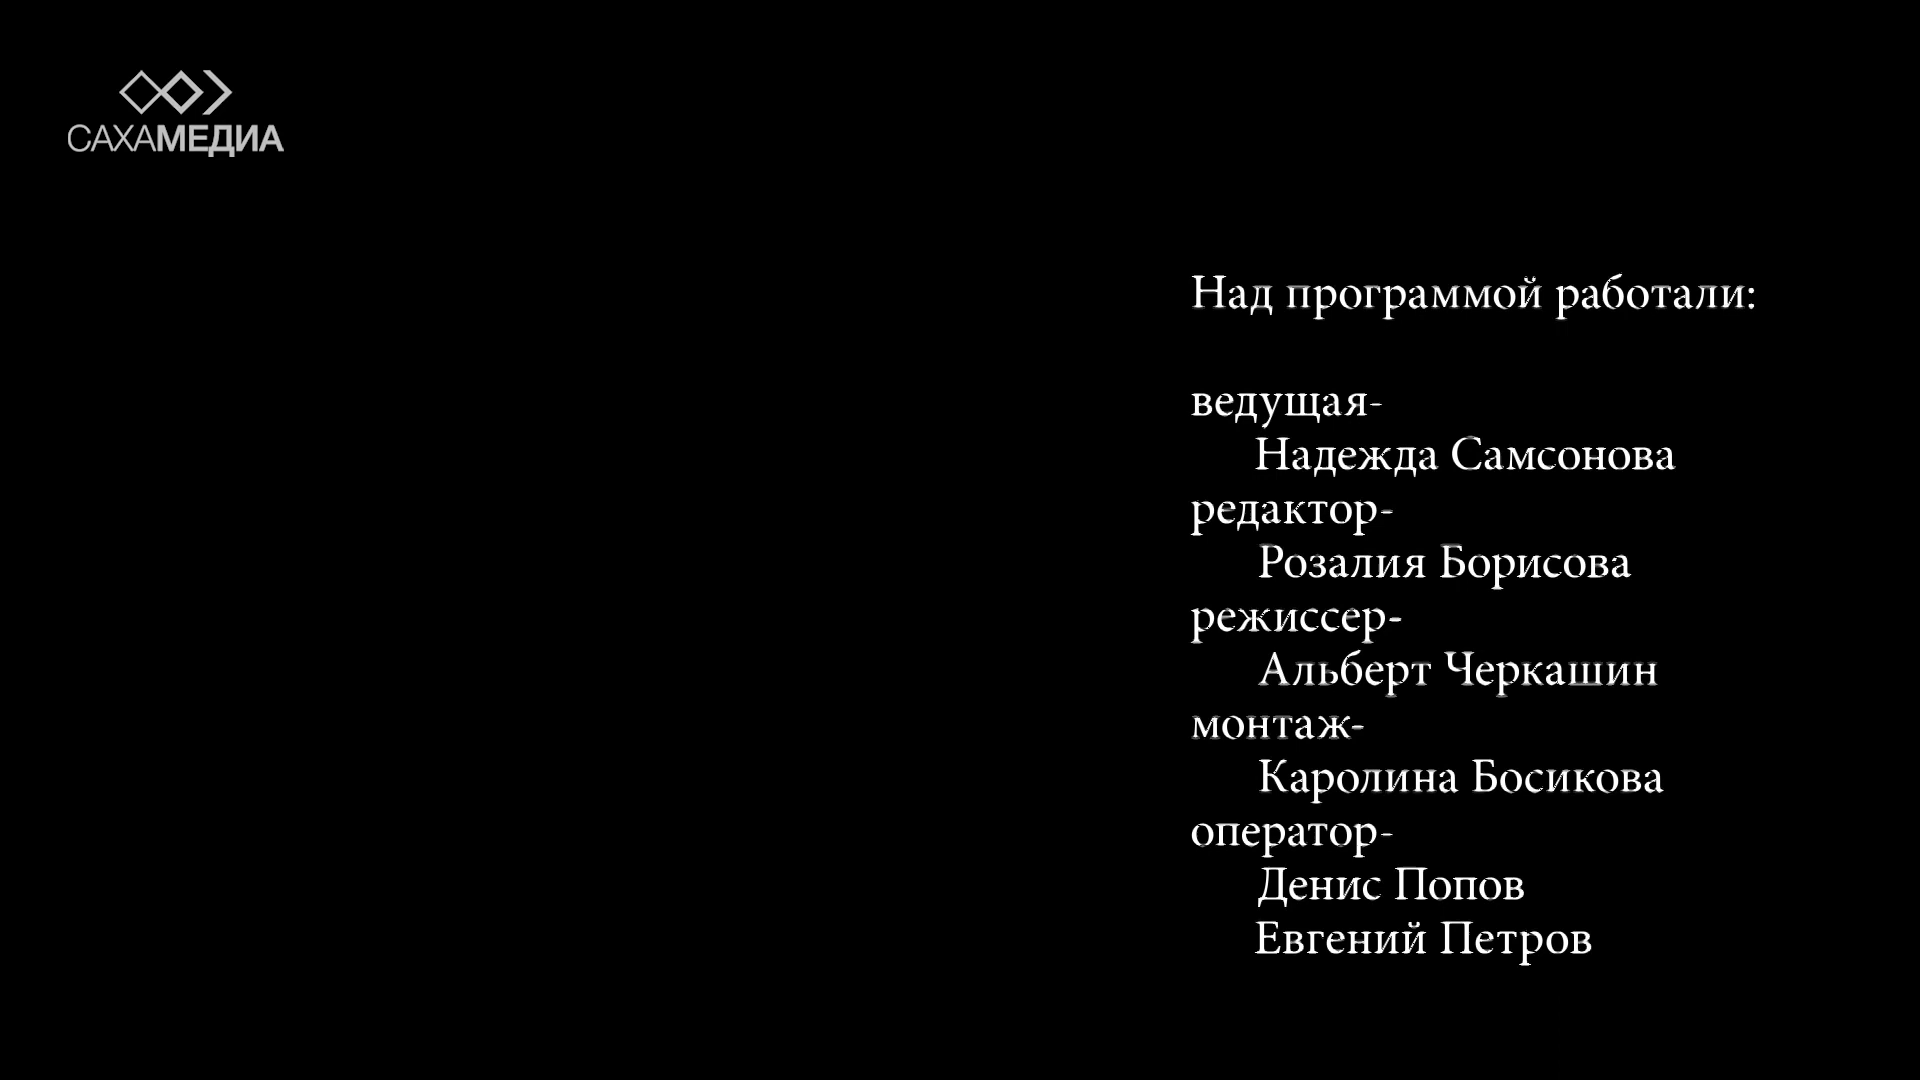 САХАМЕДИА
Над программой работали:
ведущая-
Надежда Самсонова
редактор-
Розалия Борисова
режиссер-
Альберт Черкашин
монтаж-
Каролина Босикова
оператор-
Денис Попов
Евгений Петров